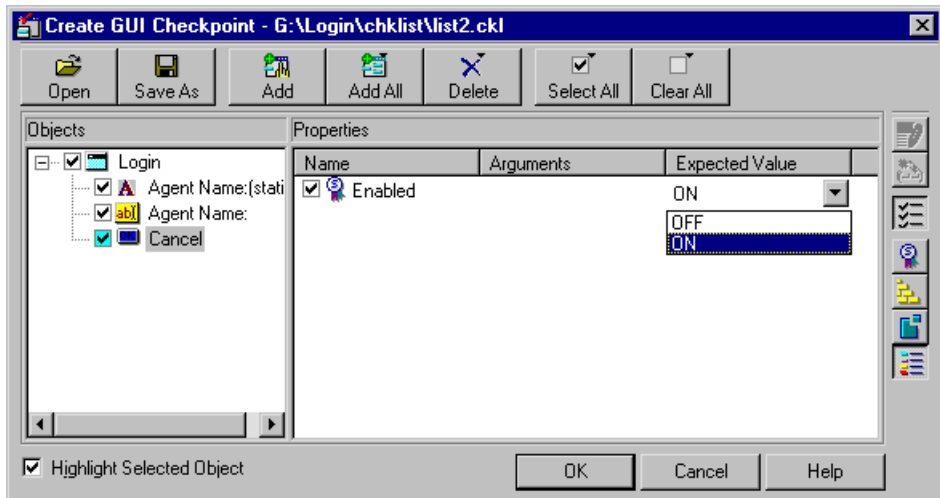 Create GUI Checkpoint - G:\Login\chklist\list2.ckl
Open Save As Add Add All Delete Select All Clear All
Objects
Properties
Login
Agent Name:(stati
Agent Name:
Cancel
Name Arguments Expected Value
Enabled ON
OFF
ON
Highlight Selected Object
OK Cancel Help